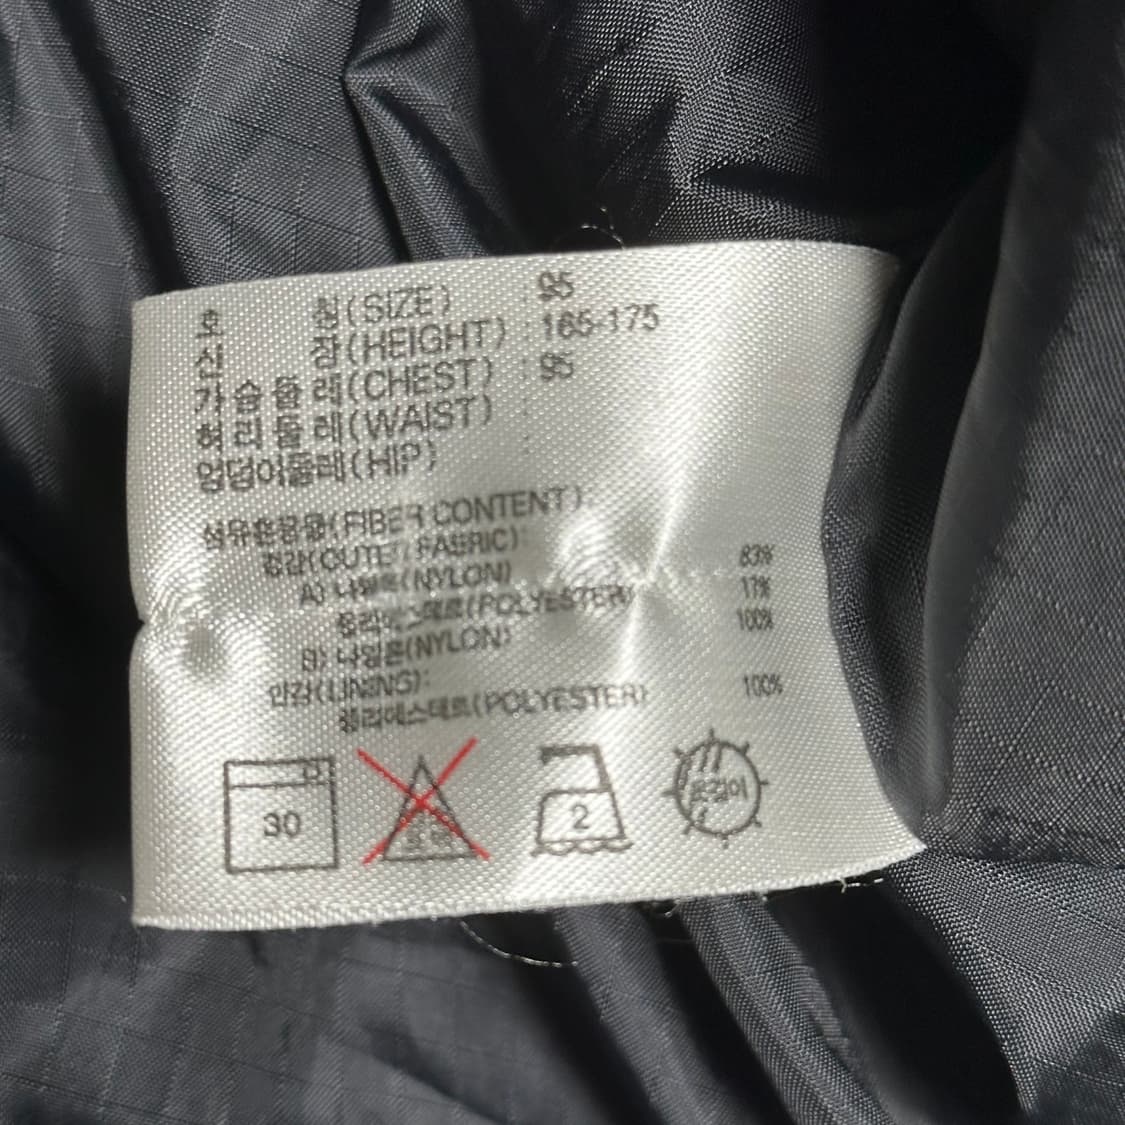 호 칭(SIZE) : 95
신 장(HEIGHT) : 165-175
가 슴 둘 레(CHEST) : 95
허 리 둘 레(WAIST) :
엉덩이둘레(HIP) :
섬유혼용율(FIBER CONTENT):
겉감(OUTER FABRIC):
A) 나일론(NYLON) 83%
폴리에스테르(POLYESTER) 17%
B) 나일론(NYLON) 100%
안감(LINING):
폴리에스테르(POLYESTER) 100%
30
2